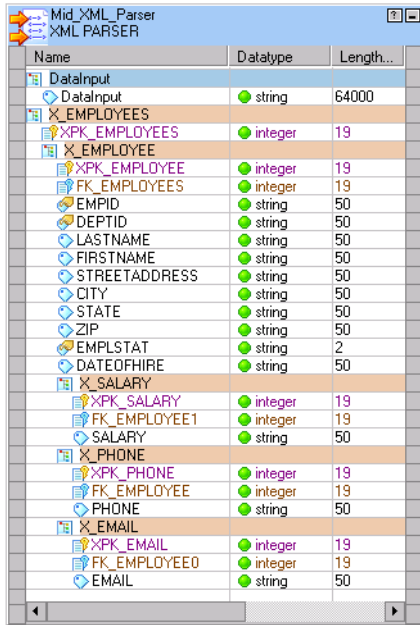 Mid_XML_Parser
XML PARSER
Name Datatype Length...
DataInput
DataInput string 64000
X_EMPLOYEES
XPK_EMPLOYEES integer 19
X_EMPLOYEE
XPK_EMPLOYEE integer 19
FK_EMPLOYEES integer 19
EMPID string 50
DEPTID string 50
LASTNAME string 50
FIRSTNAME string 50
STREETADDRESS string 50
CITY string 50
STATE string 50
ZIP string 50
EMPLSTAT string 2
DATEOFHIRE string 50
X_SALARY
XPK_SALARY integer 19
FK_EMPLOYEE1 integer 19
SALARY string 50
X_PHONE
XPK_PHONE integer 19
FK_EMPLOYEE integer 19
PHONE string 50
X_EMAIL
XPK_EMAIL integer 19
FK_EMPLOYEE0 integer 19
EMAIL string 50